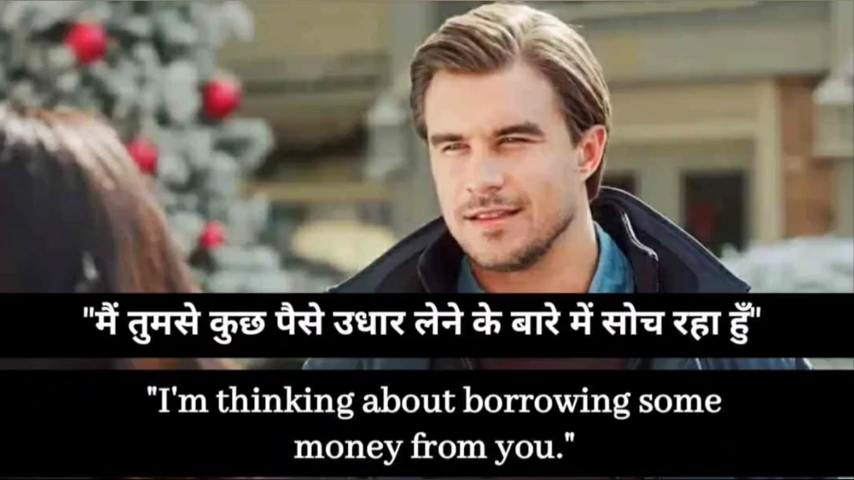 "मैं तुमसे कुछ पैसे उधार लेने के बारे में सोच रहा हुँ"
"I'm thinking about borrowing some
money from you."